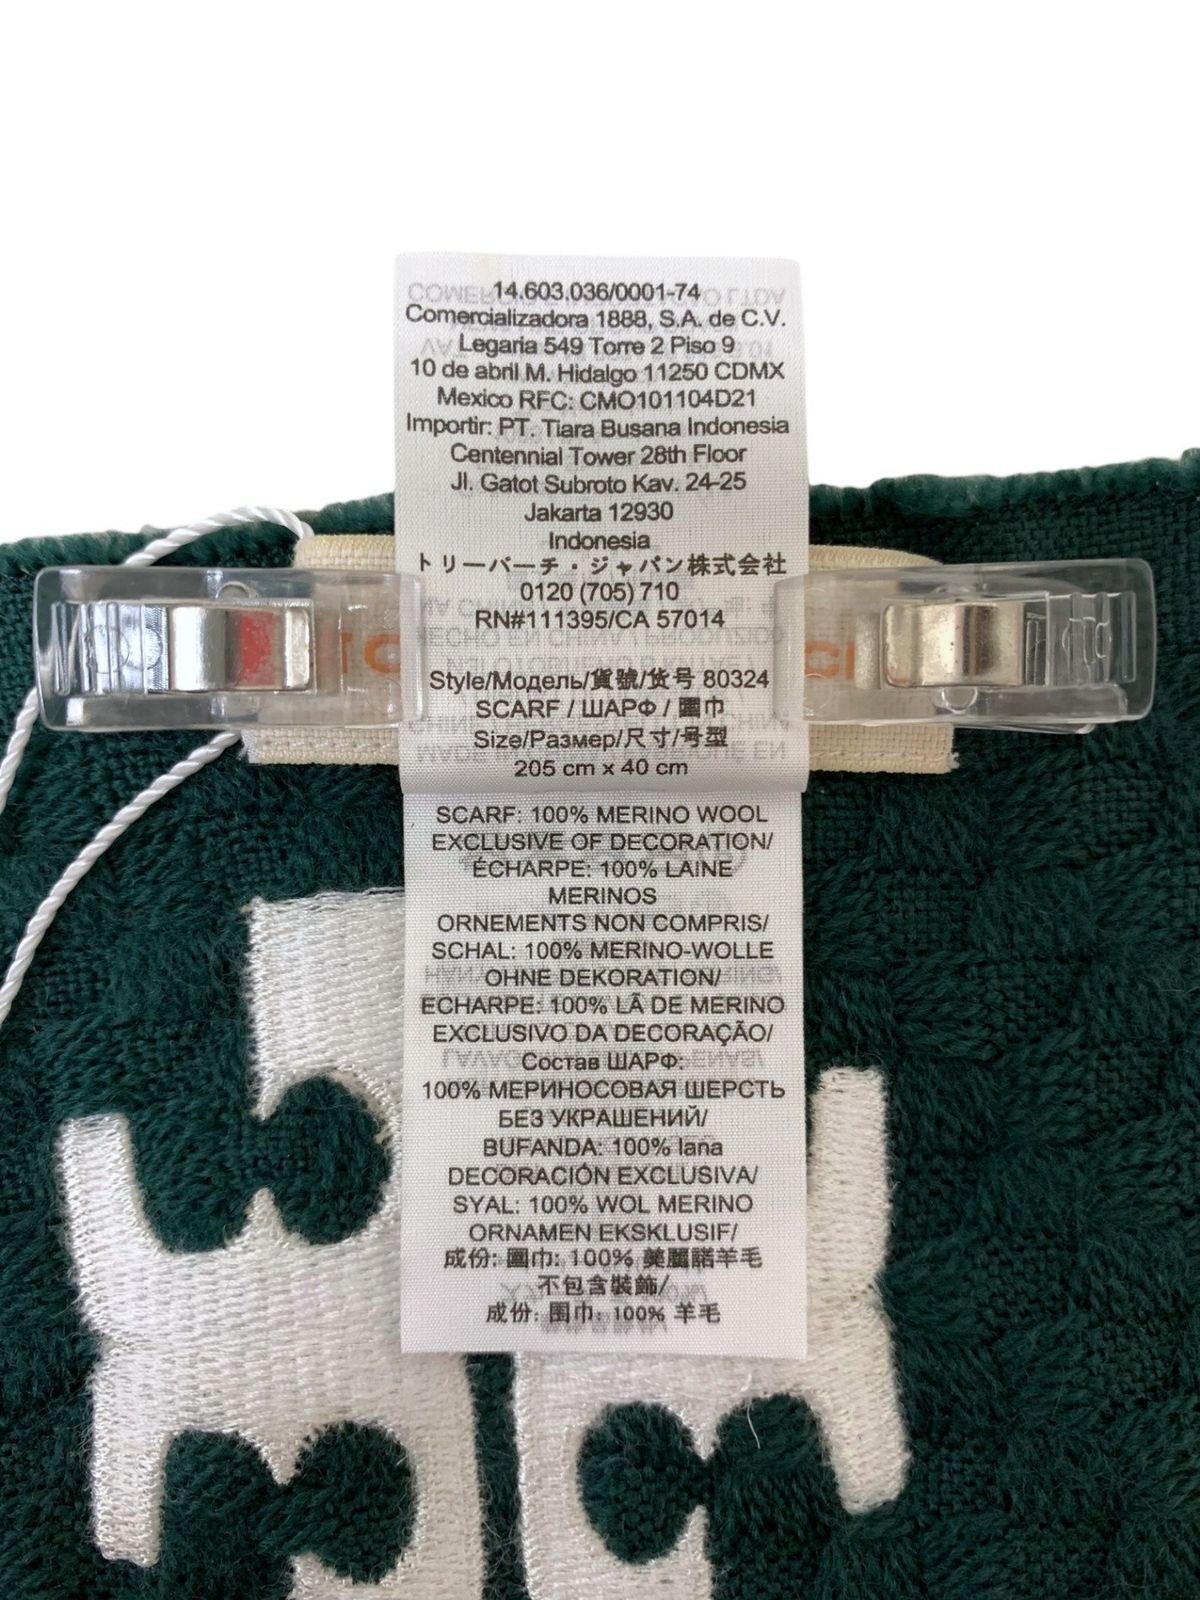 14.603.036/0001-74
Comercializadora 1888, S.A. de C.V.
Legaria 549 Torre 2 Piso 9
10 de abril M. Hidalgo 11250 CDMX
Mexico RFC: CMO101104D21
Importir: PT. Tiara Busana Indonesia
Centennial Tower 28th Floor
Jl. Gatot Subroto Kav. 24-25
Jakarta 12930
Indonesia
トリーバーチ・ジャパン株式会社
0120 (705) 710
RN#111395/CA 57014
Style/Модель/貨號/货号 80324
SCARF / ШАРФ / 圍巾
Size/Размер/尺寸/号型
205 cm x 40 cm
SCARF: 100% MERINO WOOL
EXCLUSIVE OF DECORATION/
ÉCHARPE: 100% LAINE
MERINOS
ORNEMENTS NON COMPRIS/
SCHAL: 100% MERINO-WOLLE
OHNE DEKORATION/
ECHARPE: 100% LÃ DE MERINO
EXCLUSIVO DA DECORAÇÃO/
Состав ШАРФ:
100% МЕРИНОСОВАЯ ШЕРСТЬ
БЕЗ УКРАШЕНИЙ/
BUFANDA: 100% lana
DECORACIÓN EXCLUSIVA/
SYAL: 100% WOL MERINO
ORNAMEN EKSKLUSIF/
成份: 圍巾: 100% 美麗諾羊毛
不包含裝飾/
成份: 围巾: 100% 羊毛